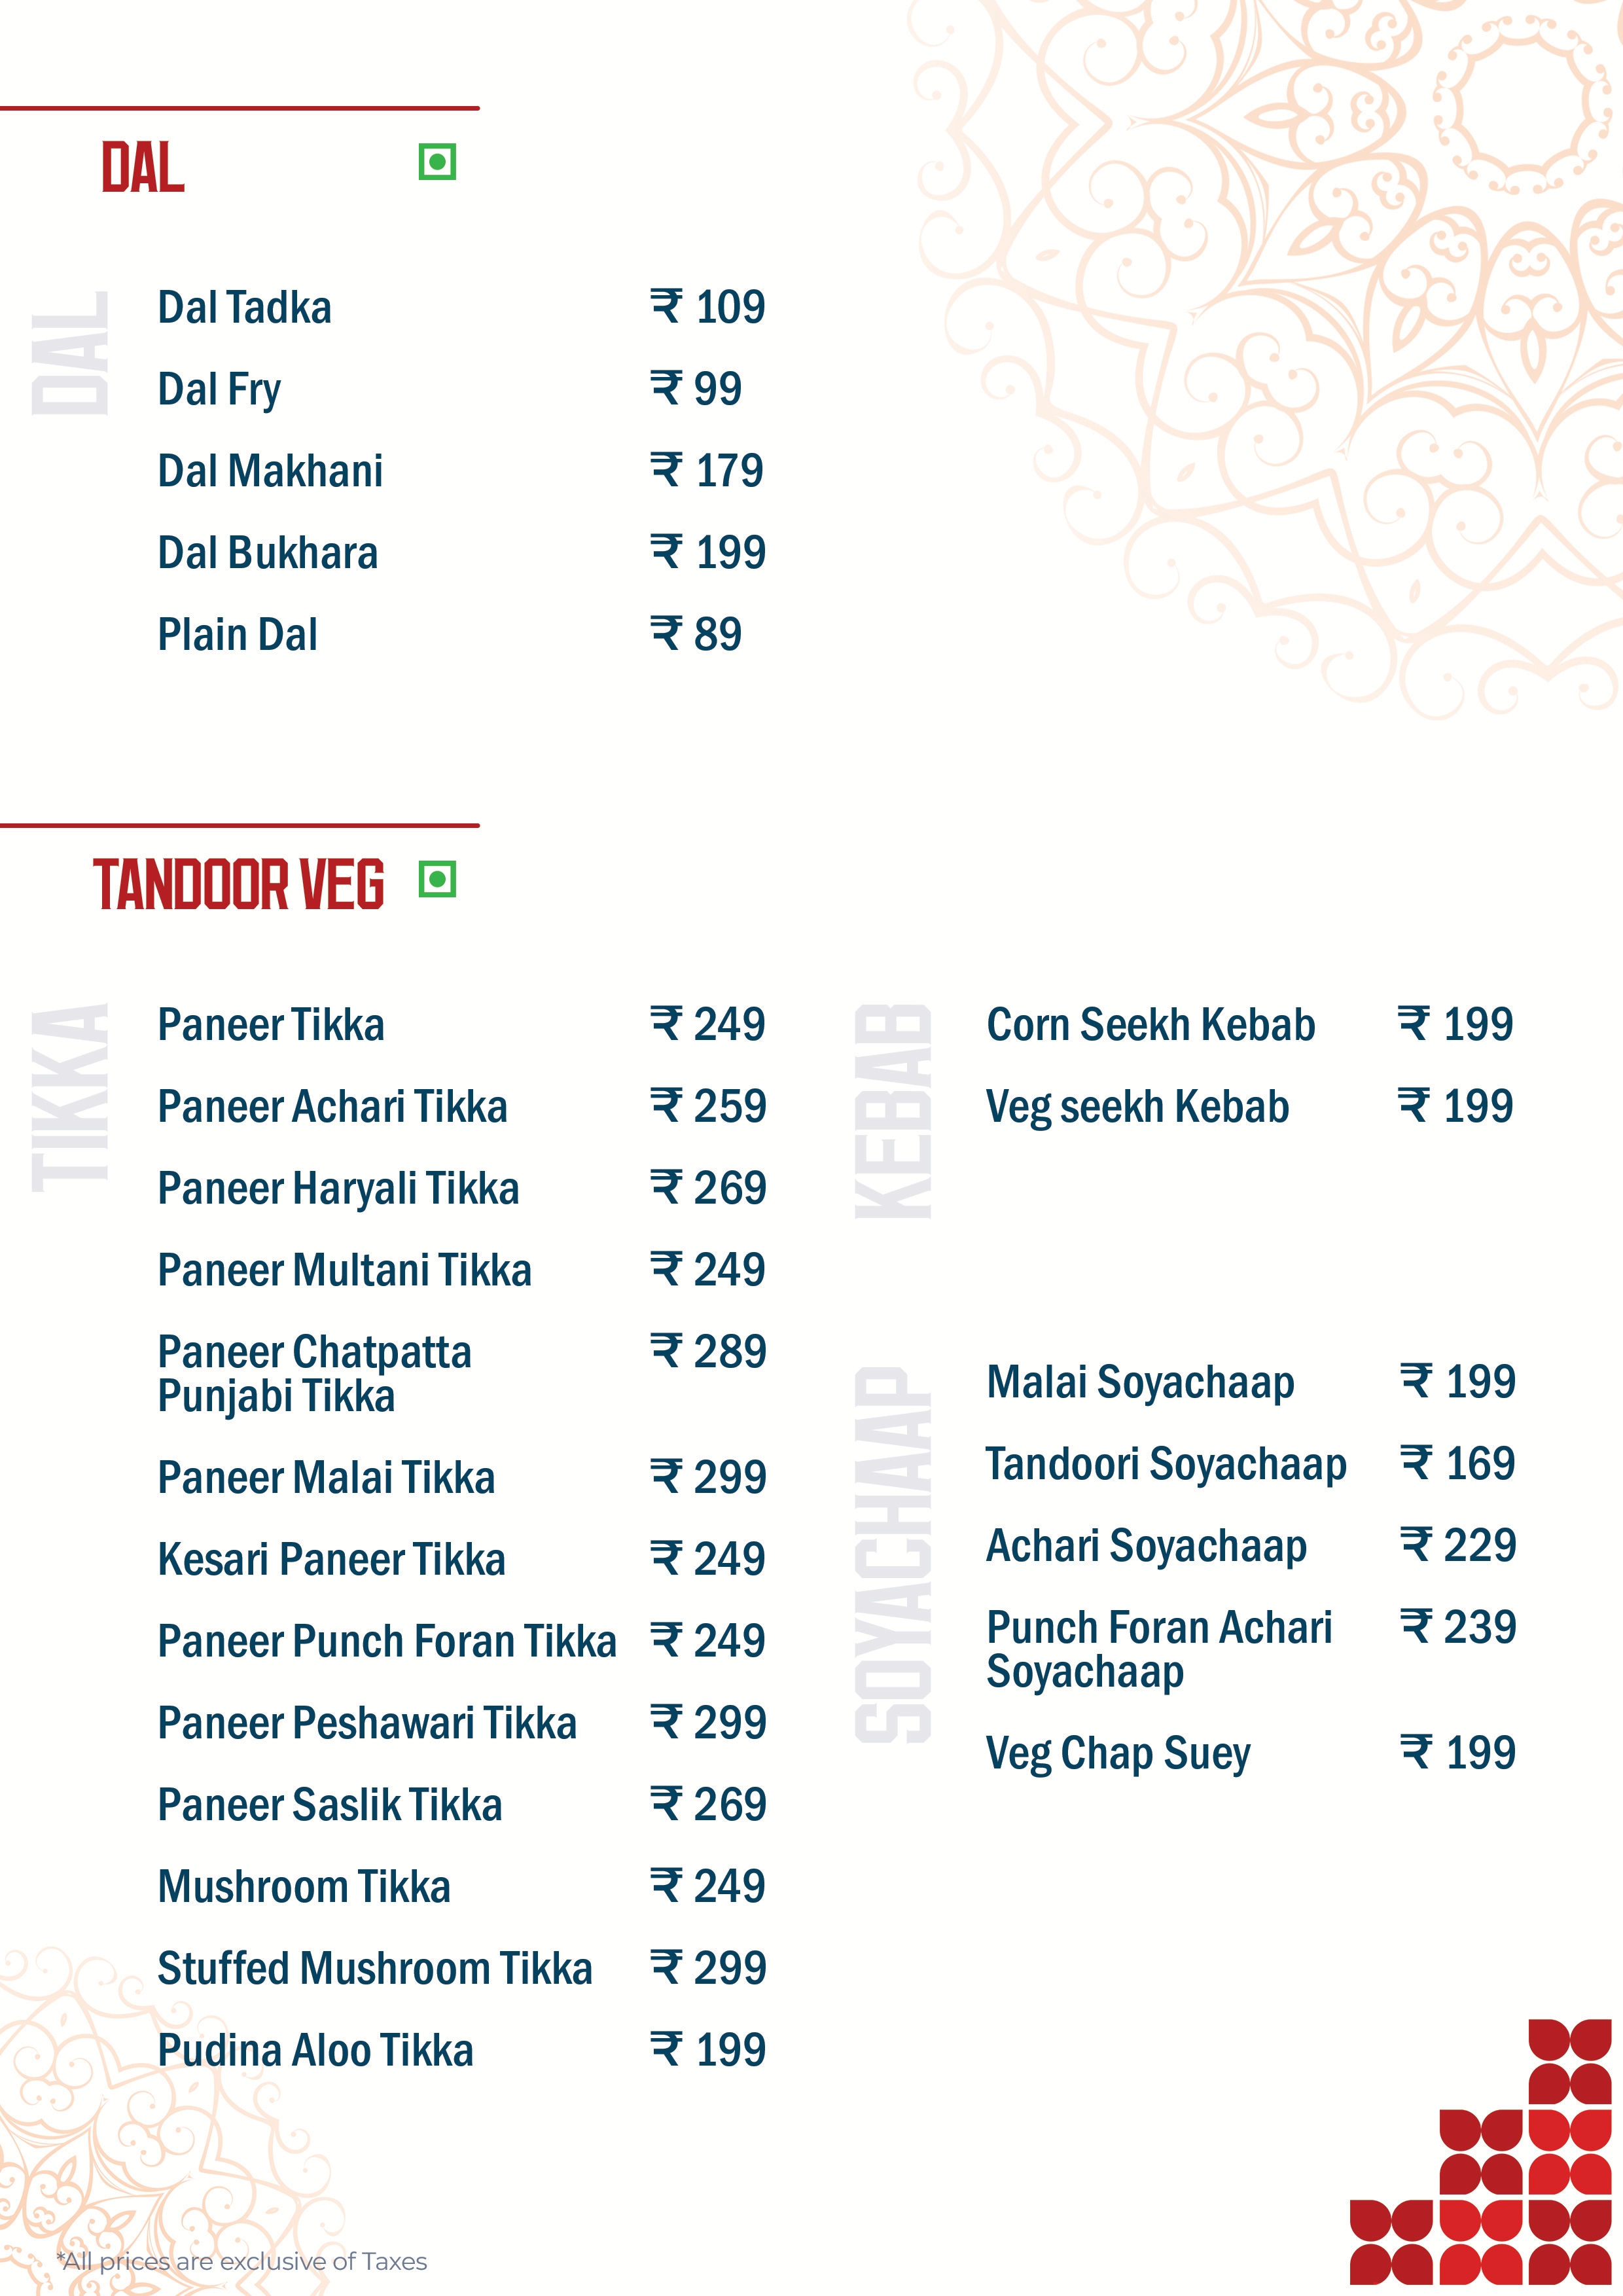 DAL
DAL
Dal Tadka ₹ 109
Dal Fry ₹ 99
Dal Makhani ₹ 179
Dal Bukhara ₹ 199
Plain Dal ₹ 89
TANDOOR VEG
TIKKA
Paneer Tikka ₹ 249
Paneer Achari Tikka ₹ 259
Paneer Haryali Tikka ₹ 269
Paneer Multani Tikka ₹ 249
Paneer Chatpatta ₹ 289
Punjabi Tikka
Paneer Malai Tikka ₹ 299
Kesari Paneer Tikka ₹ 249
Paneer Punch Foran Tikka ₹ 249
Paneer Peshawari Tikka ₹ 299
Paneer Saslik Tikka ₹ 269
Mushroom Tikka ₹ 249
Stuffed Mushroom Tikka ₹ 299
Pudina Aloo Tikka ₹ 199
KEBAB
Corn Seekh Kebab ₹ 199
Veg seekh Kebab ₹ 199
SOYACHAAP
Malai Soyachaap ₹ 199
Tandoori Soyachaap ₹ 169
Achari Soyachaap ₹ 229
Punch Foran Achari ₹ 239
Soyachaap
Veg Chap Suey ₹ 199
*All prices are exclusive of Taxes